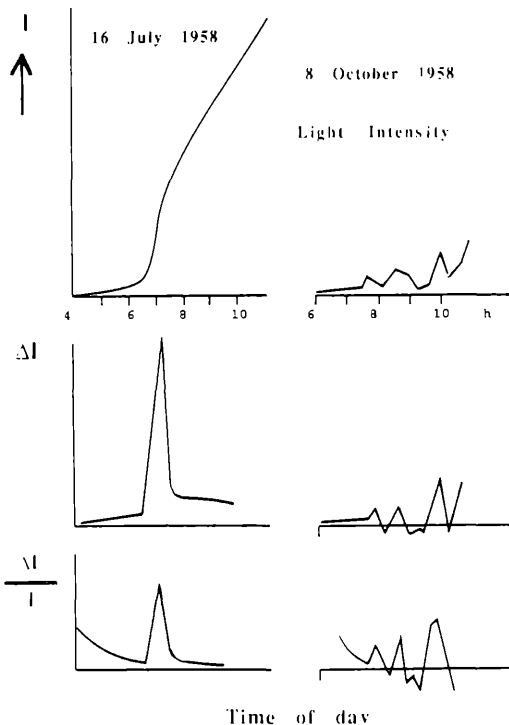 I
16 July 1958
8 October 1958
Light Intensity
4 6 8 10
6 8 10 h
ΔI
ΔI
I
Time of day